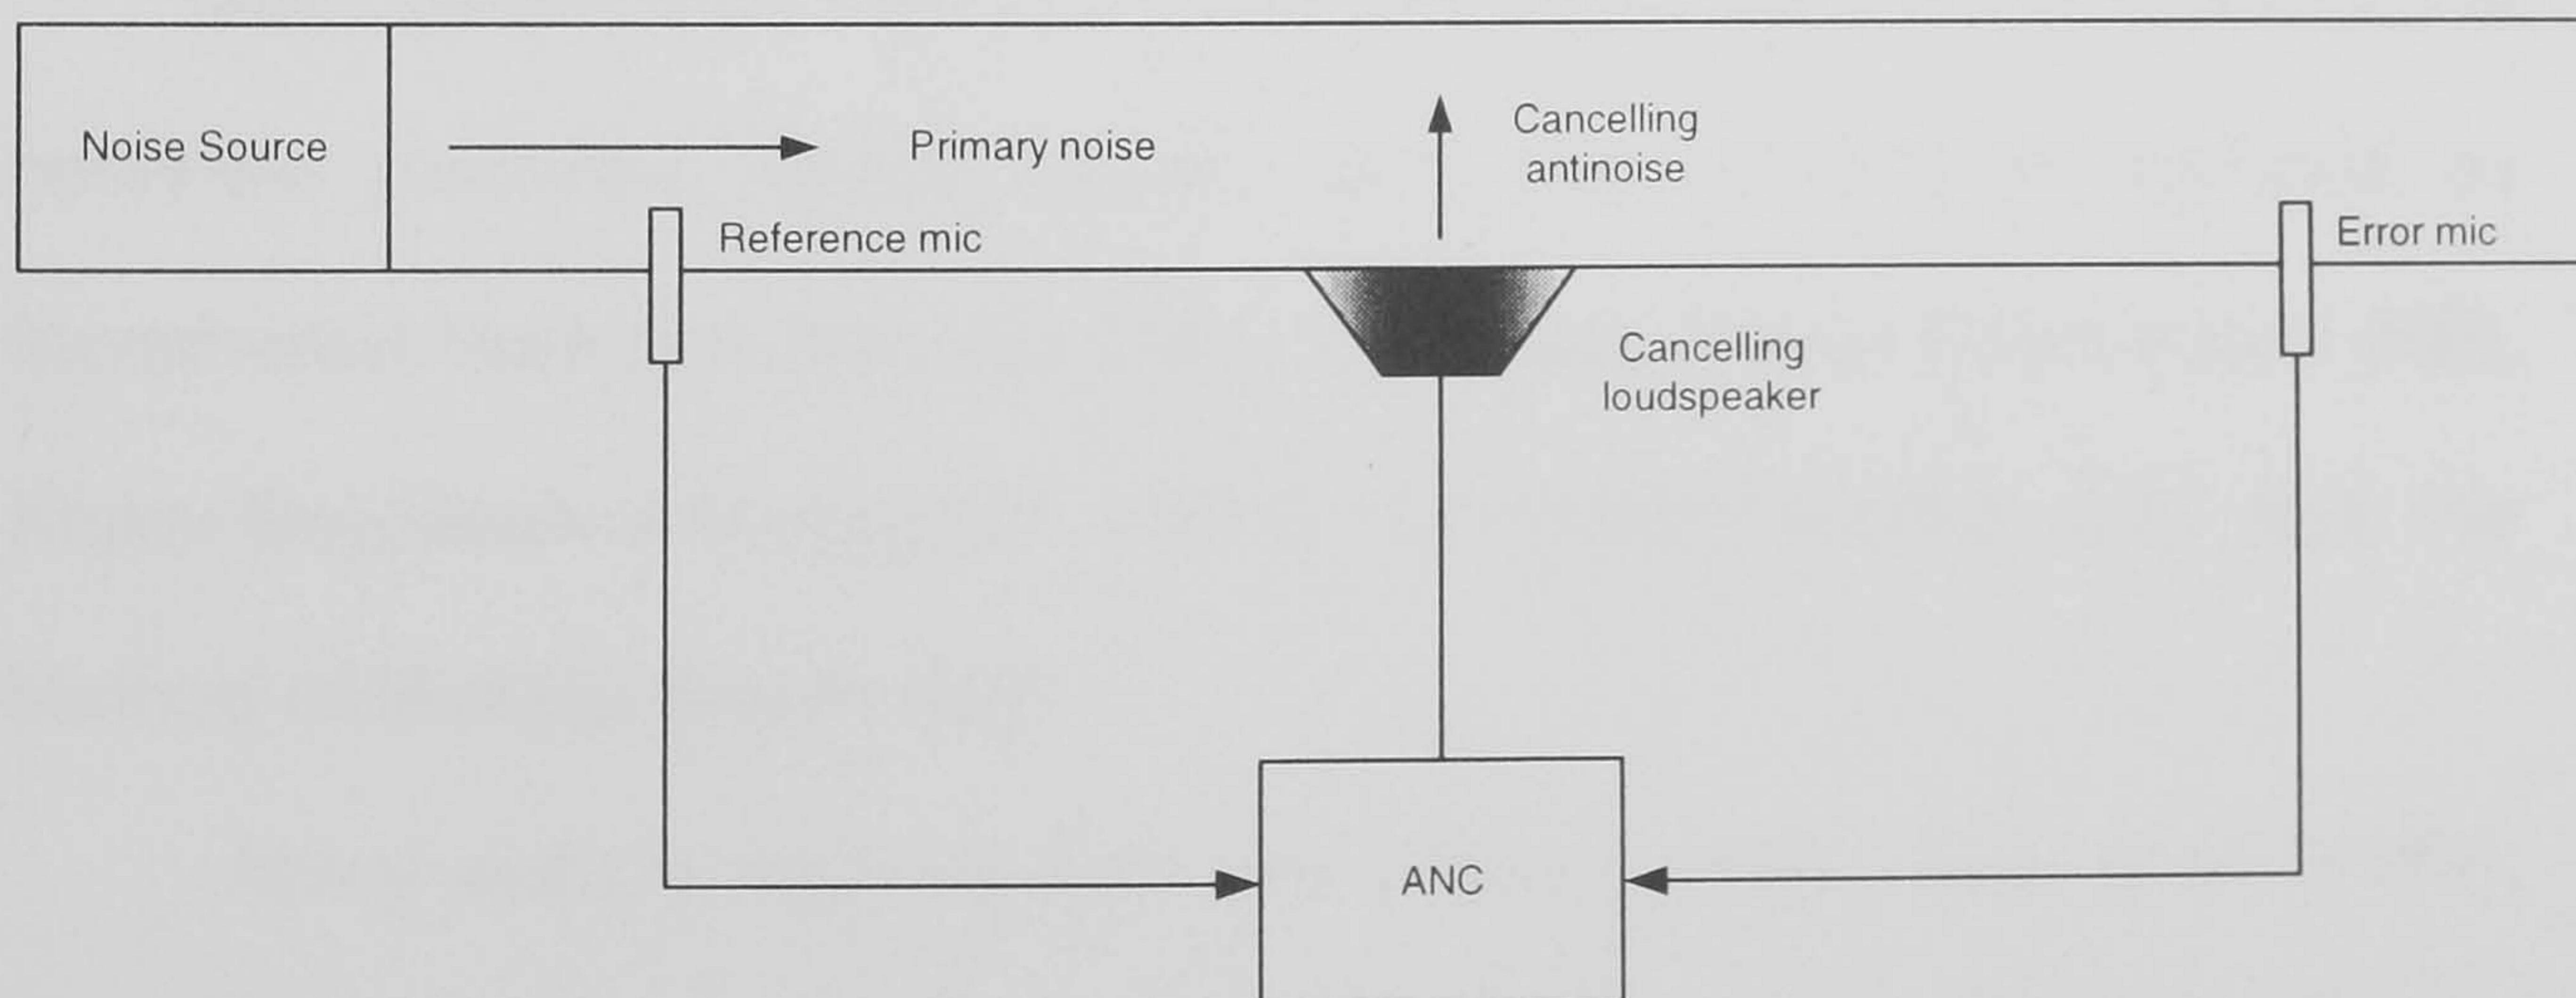 Noise Source
Primary noise
Cancelling
antinoise
Reference mic
Error mic
Cancelling
loudspeaker
ANC